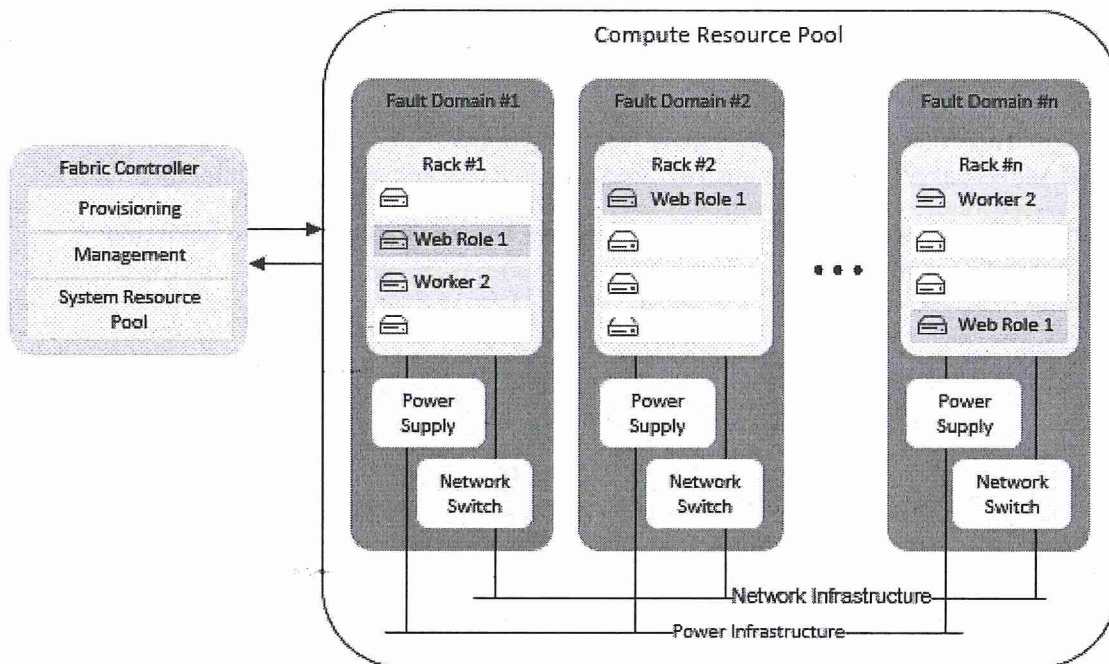 Compute Resource Pool
Fault Domain #1
Fault Domain #2
Fault Domain #n
Fabric Controller
Provisioning
Management
System Resource
Pool
Rack #1
Web Role 1
Worker 2
Rack #2
Web Role 1
Rack #n
Worker 2
Web Role 1
Power
Supply
Network
Switch
Power
Supply
Network
Switch
Power
Supply
Network
Switch
Network Infrastructure
Power Infrastructure